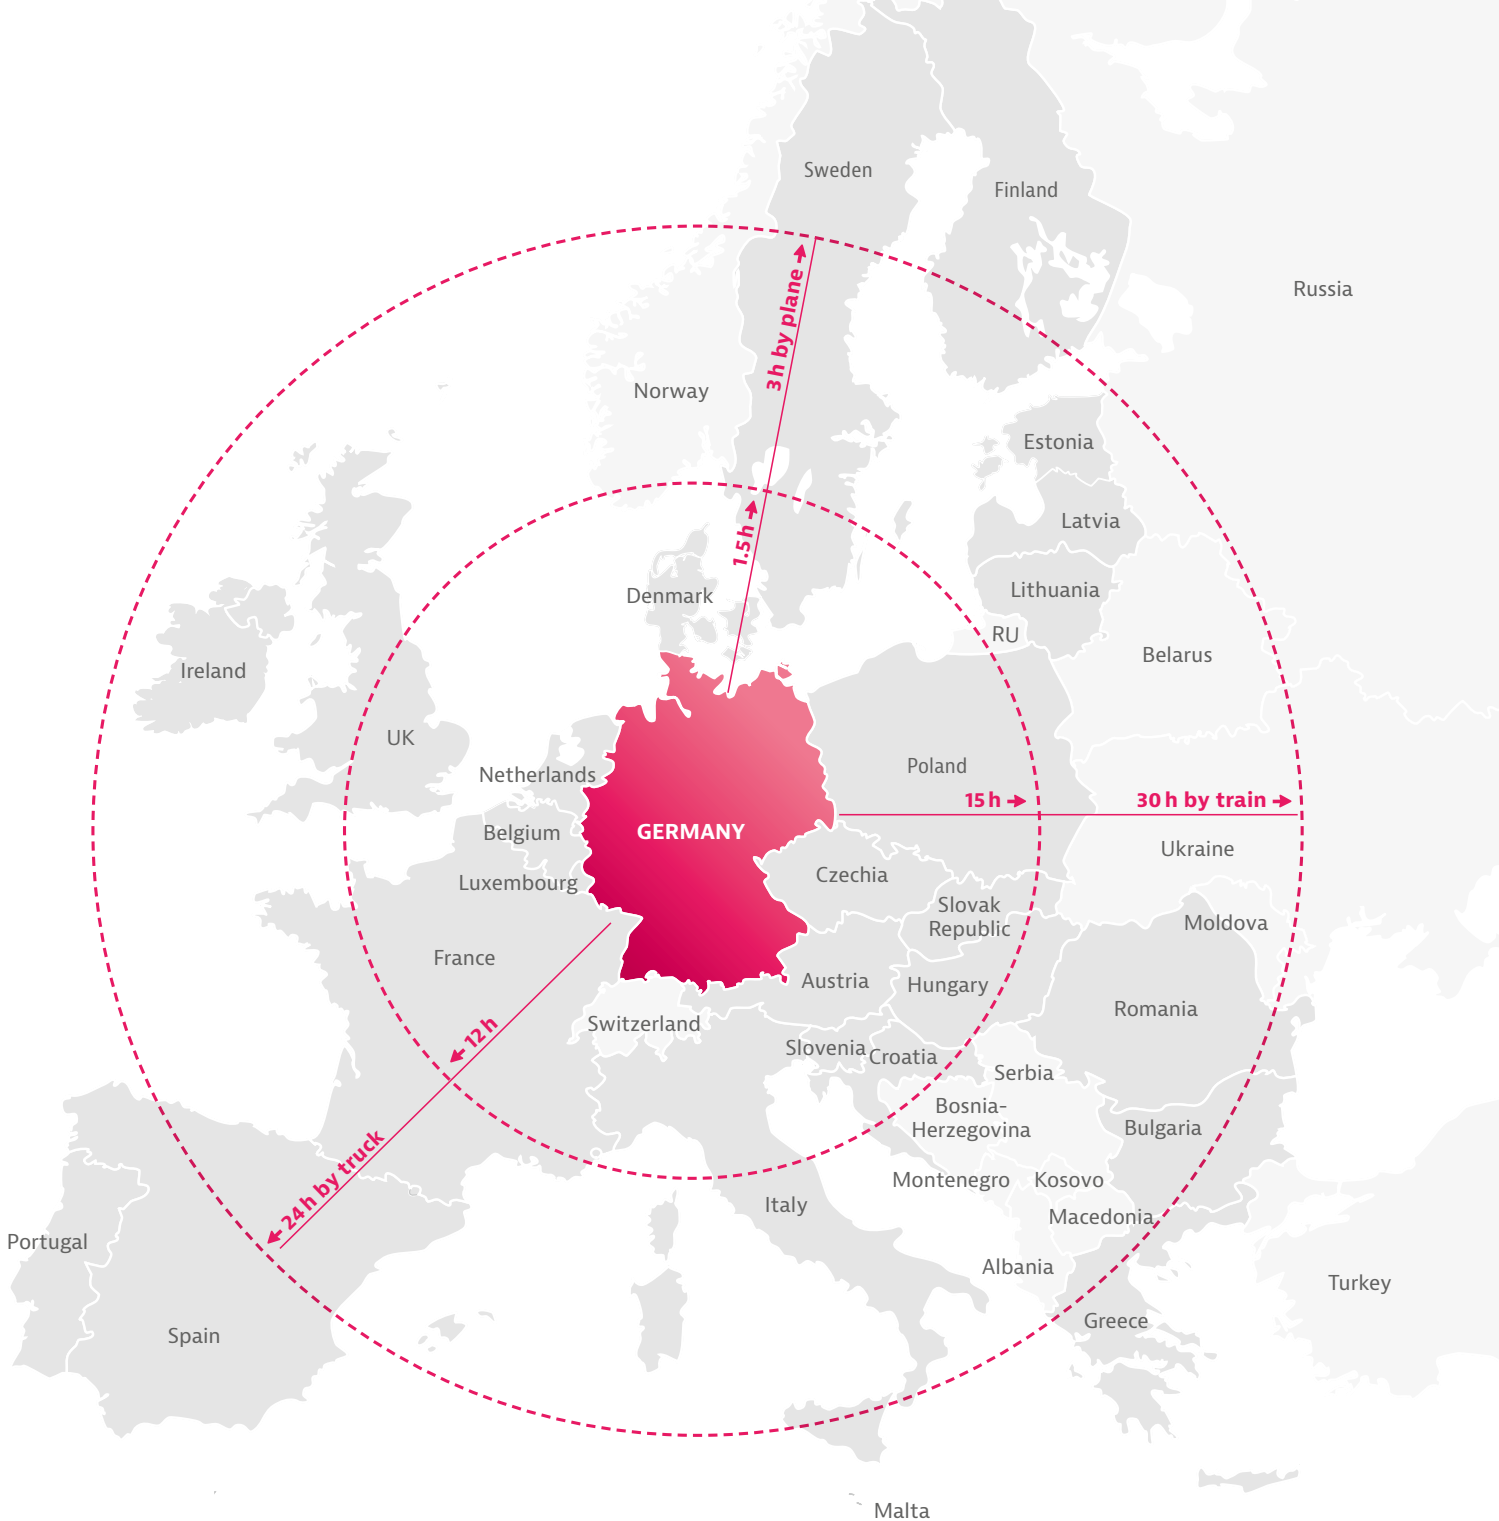 Sweden
Finland
Russia
3 h by plane
Norway
Estonia
1.5 h
Latvia
Denmark
Lithuania
RU
Belarus
Ireland
UK
Netherlands
Poland
15 h
30 h by train
GERMANY
Belgium
Ukraine
Luxembourg
Czechia
Slovak
Republic
Moldova
France
Austria
Hungary
Romania
12 h
Switzerland
Slovenia
Croatia
Serbia
Bosnia-
Herzegovina
Bulgaria
24 h by truck
Montenegro
Kosovo
Italy
Macedonia
Portugal
Albania
Turkey
Greece
Spain
Malta